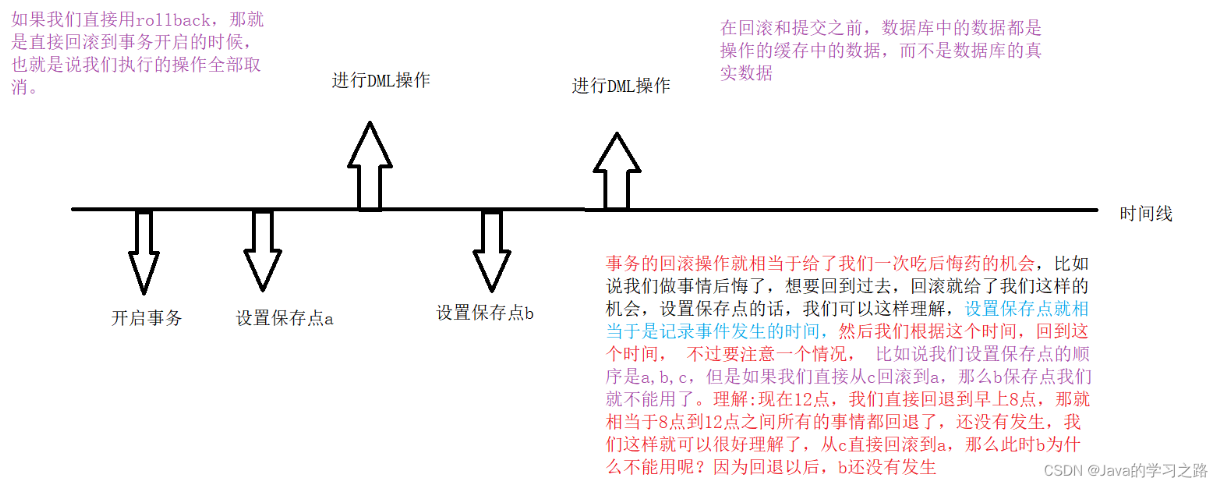 如果我们直接用rollback，那就
是直接回滚到事务开启的时候，
也就是说我们执行的操作全部取
消。
在回滚和提交之前，数据库中的数据都是
操作的缓存中的数据，而不是数据库的真
实数据
进行DML操作
进行DML操作
时间线
开启事务
设置保存点a
设置保存点b
事务的回滚操作就相当于给了我们一次吃后悔药的机会，比如
说我们做事情后悔了，想要回到过去，回滚就给了我们这样的
机会，设置保存点的话，我们可以这样理解，设置保存点就相
当于是记录事件发生的时间，然后我们根据这个时间，回到这
个时间， 不过要注意一个情况， 比如说我们设置保存点的顺
序是a,b,c，但是如果我们直接从c回滚到a，那么b保存点我们
就不能用了。理解:现在12点，我们直接回退到早上8点，那就
相当于8点到12点之间所有的事情都回退了，还没有发生，我
们这样就可以很好理解了，从c直接回滚到a，那么此时b为什
么不能用呢？因为回退以后，b还没有发生
CSDN @Java的学习之路